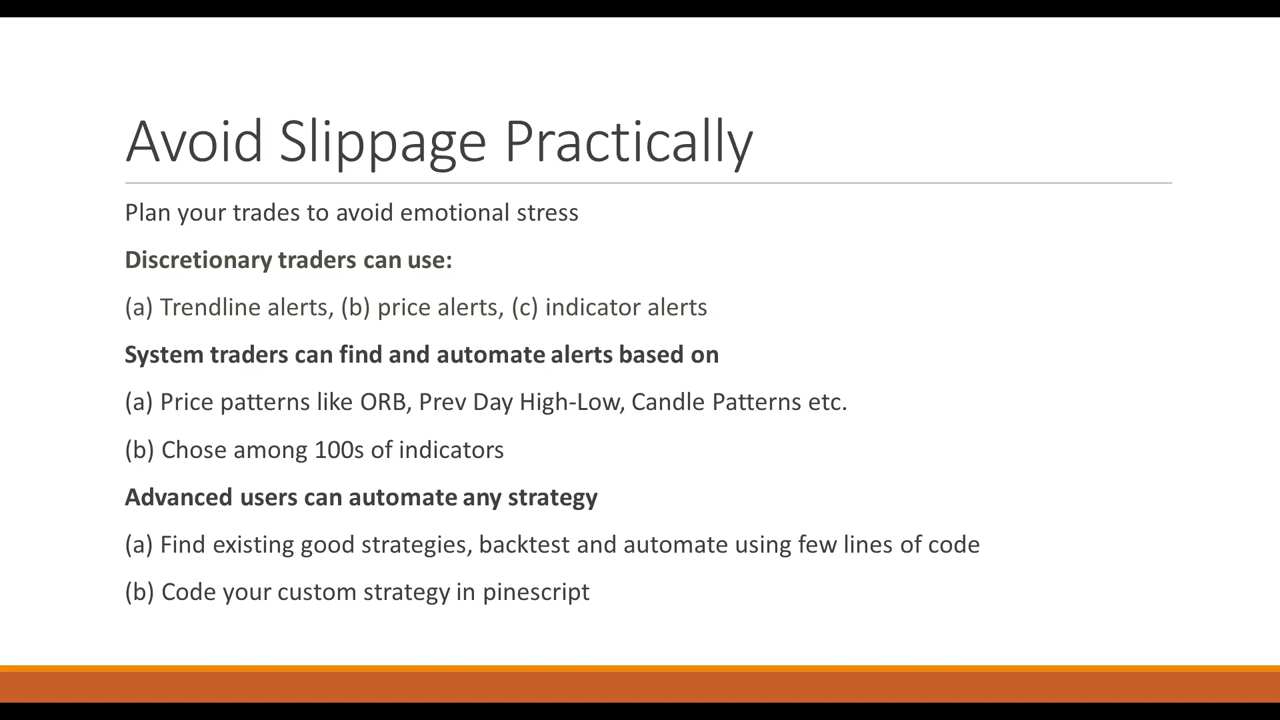 Avoid Slippage Practically
Plan your trades to avoid emotional stress
Discretionary traders can use:
(a) Trendline alerts, (b) price alerts, (c) indicator alerts
System traders can find and automate alerts based on
(a) Price patterns like ORB, Prev Day High-Low, Candle Patterns etc.
(b) Chose among 100s of indicators
Advanced users can automate any strategy
(a) Find existing good strategies, backtest and automate using few lines of code
(b) Code your custom strategy in pinescript